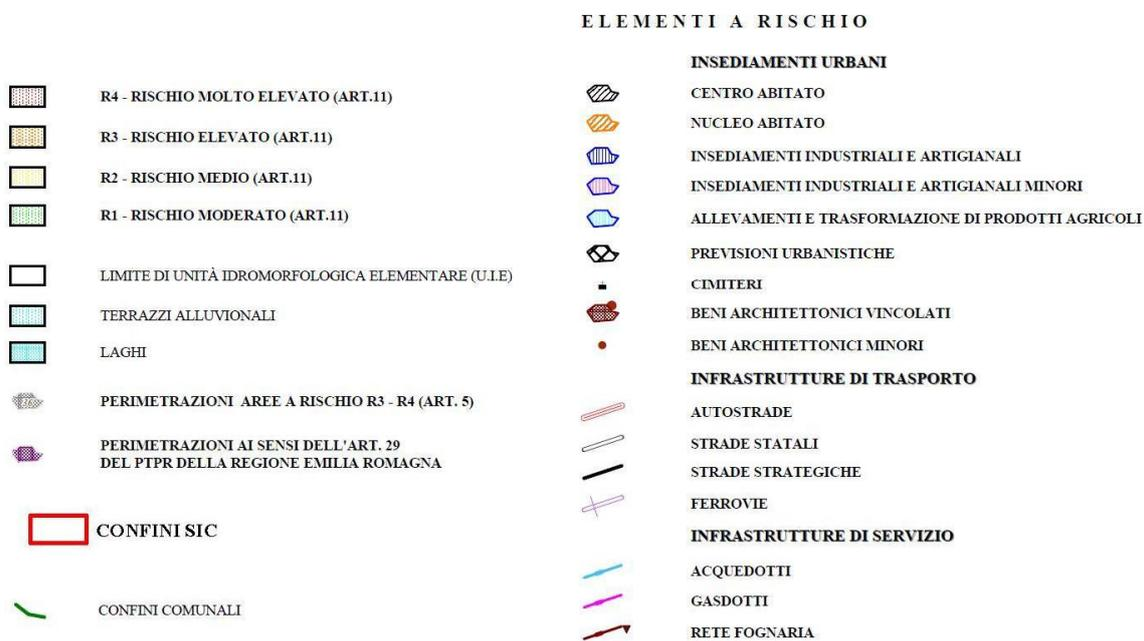 R4 - RISCHIO MOLTO ELEVATO (ART.11)
R3 - RISCHIO ELEVATO (ART.11)
R2 - RISCHIO MEDIO (ART.11)
R1 - RISCHIO MODERATO (ART.11)
LIMITE DI UNITÀ IDROMORFOLOGICA ELEMENTARE (U.I.E)
TERRAZZI ALLUVIONALI
LAGHI
PERIMETRAZIONI AREE A RISCHIO R3 - R4 (ART. 5)
PERIMETRAZIONI AI SENSI DELL'ART. 29
DEL PTPR DELLA REGIONE EMILIA ROMAGNA
CONFINI SIC
CONFINI COMUNALI
ELEMENTI A RISCHIO
INSEDIAMENTI URBANI
CENTRO ABITATO
NUCLEO ABITATO
INSEDIAMENTI INDUSTRIALI E ARTIGIANALI
INSEDIAMENTI INDUSTRIALI E ARTIGIANALI MINORI
ALLEVAMENTI E TRASFORMAZIONE DI PRODOTTI AGRICOLI
PREVISIONI URBANISTICHE
CIMITERI
BENI ARCHITETTONICI VINCOLATI
BENI ARCHITETTONICI MINORI
INFRASTRUTTURE DI TRASPORTO
AUTOSTRADE
STRADE STATALI
STRADE STRATEGICHE
FERROVIE
INFRASTRUTTURE DI SERVIZIO
ACQUEDOTTI
GASDOTTI
RETE FOGNARIA